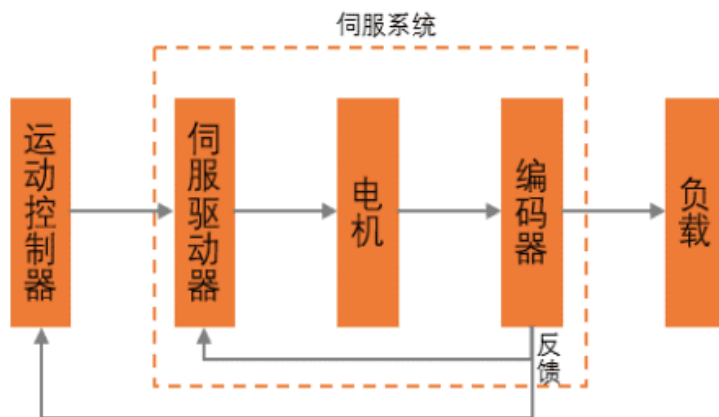 伺服系统
运动控制器
伺服驱动器
电机
编码器
负载
反馈